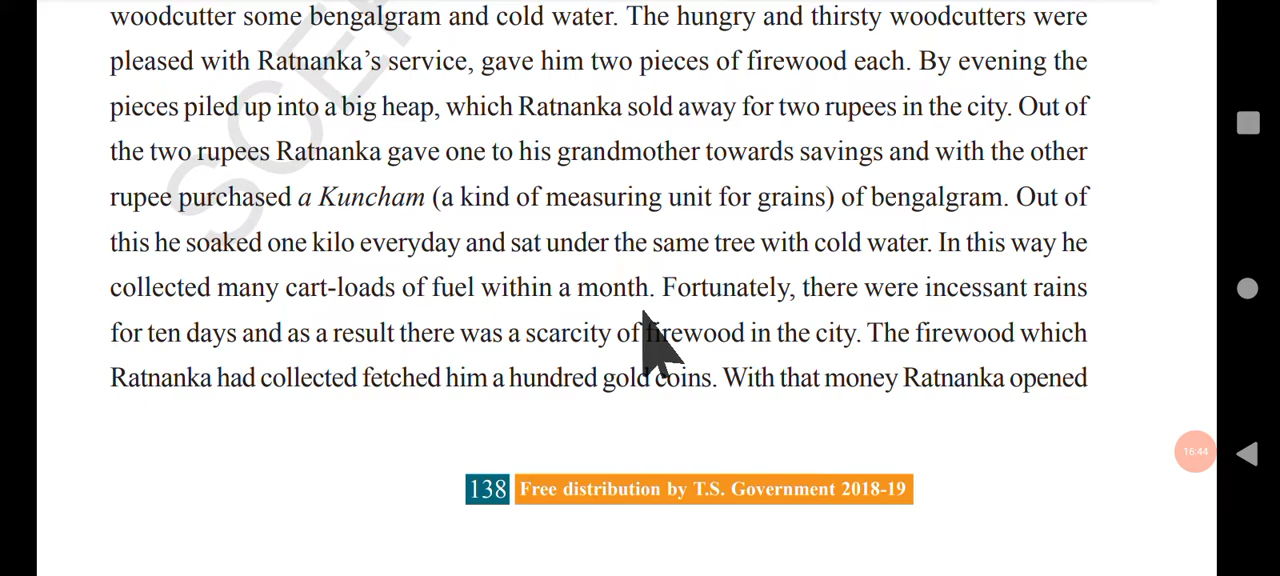 woodcutter some bengalgram and cold water. The hungry and thirsty woodcutters were
pleased with Ratnanka's service, gave him two pieces of firewood each. By evening the
pieces piled up into a big heap, which Ratnanka sold away for two rupees in the city. Out of
the two rupees Ratnanka gave one to his grandmother towards savings and with the other
rupee purchased a Kuncham (a kind of measuring unit for grains) of bengalgram. Out of
this he soaked one kilo everyday and sat under the same tree with cold water. In this way he
collected many cart-loads of fuel within a month. Fortunately, there were incessant rains
for ten days and as a result there was a scarcity of firewood in the city. The firewood which
Ratnanka had collected fetched him a hundred gold coins. With that money Ratnanka opened
16:44
138 Free distribution by T.S. Government 2018-19